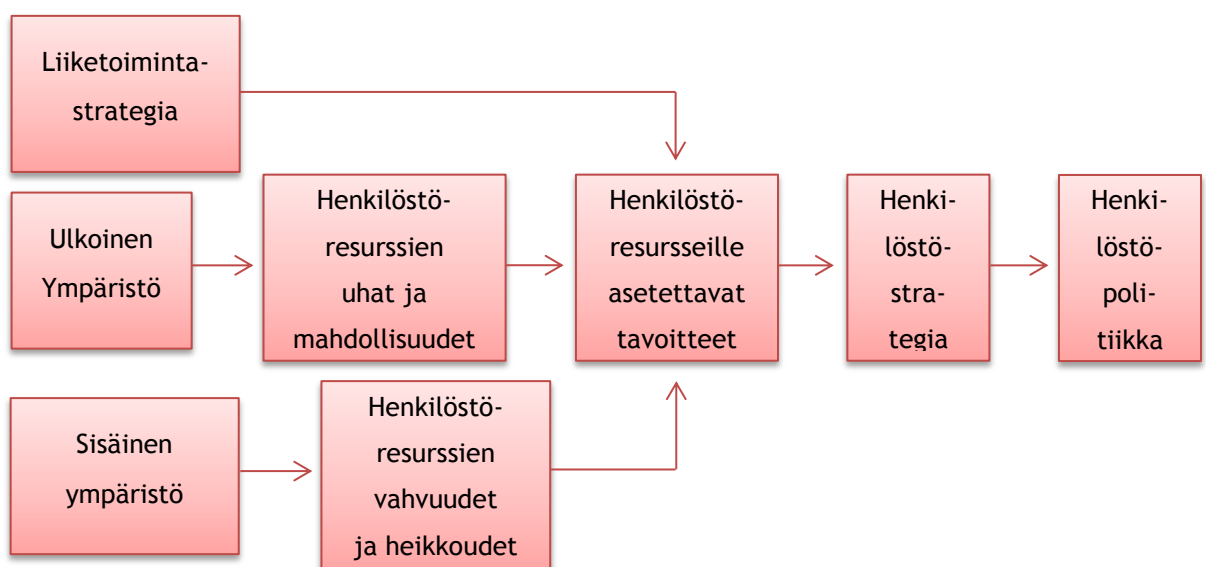 Liiketoiminta-
strategia
Ulkoinen
Ympäristö
Henkilöstö-
resurssien
uhat ja
mahdollisuudet
Henkilöstö-
resursseille
asetettavat
tavoitteet
Henki-
löstö-
stra-
tegia
Henki-
löstö-
poli-
tiikka
Sisäinen
ympäristö
Henkilöstö-
resurssien
vahvuudet
ja heikkoudet